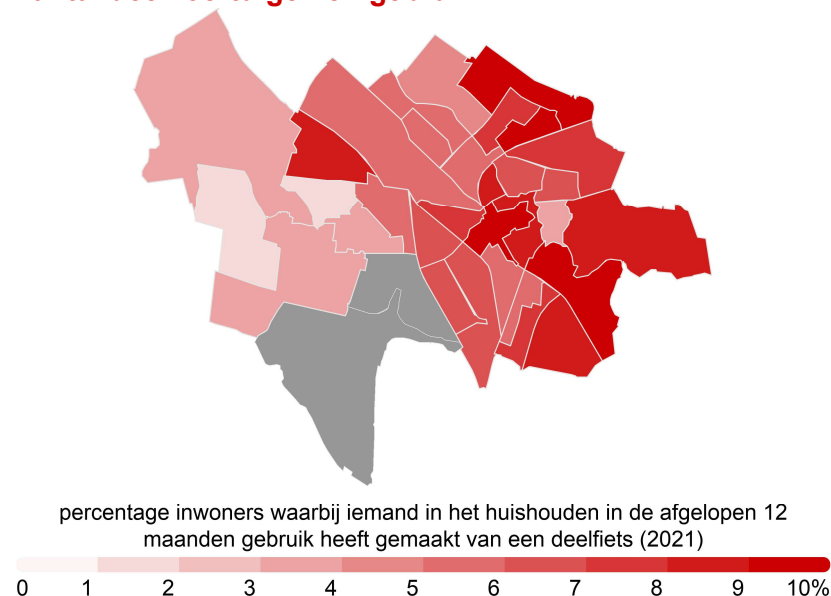 percentage inwoners waarbij iemand in het huishouden in de afgelopen 12
maanden gebruik heeft gemaakt van een deelfiets (2021)
0 1 2 3 4 5 6 7 8 9 10%